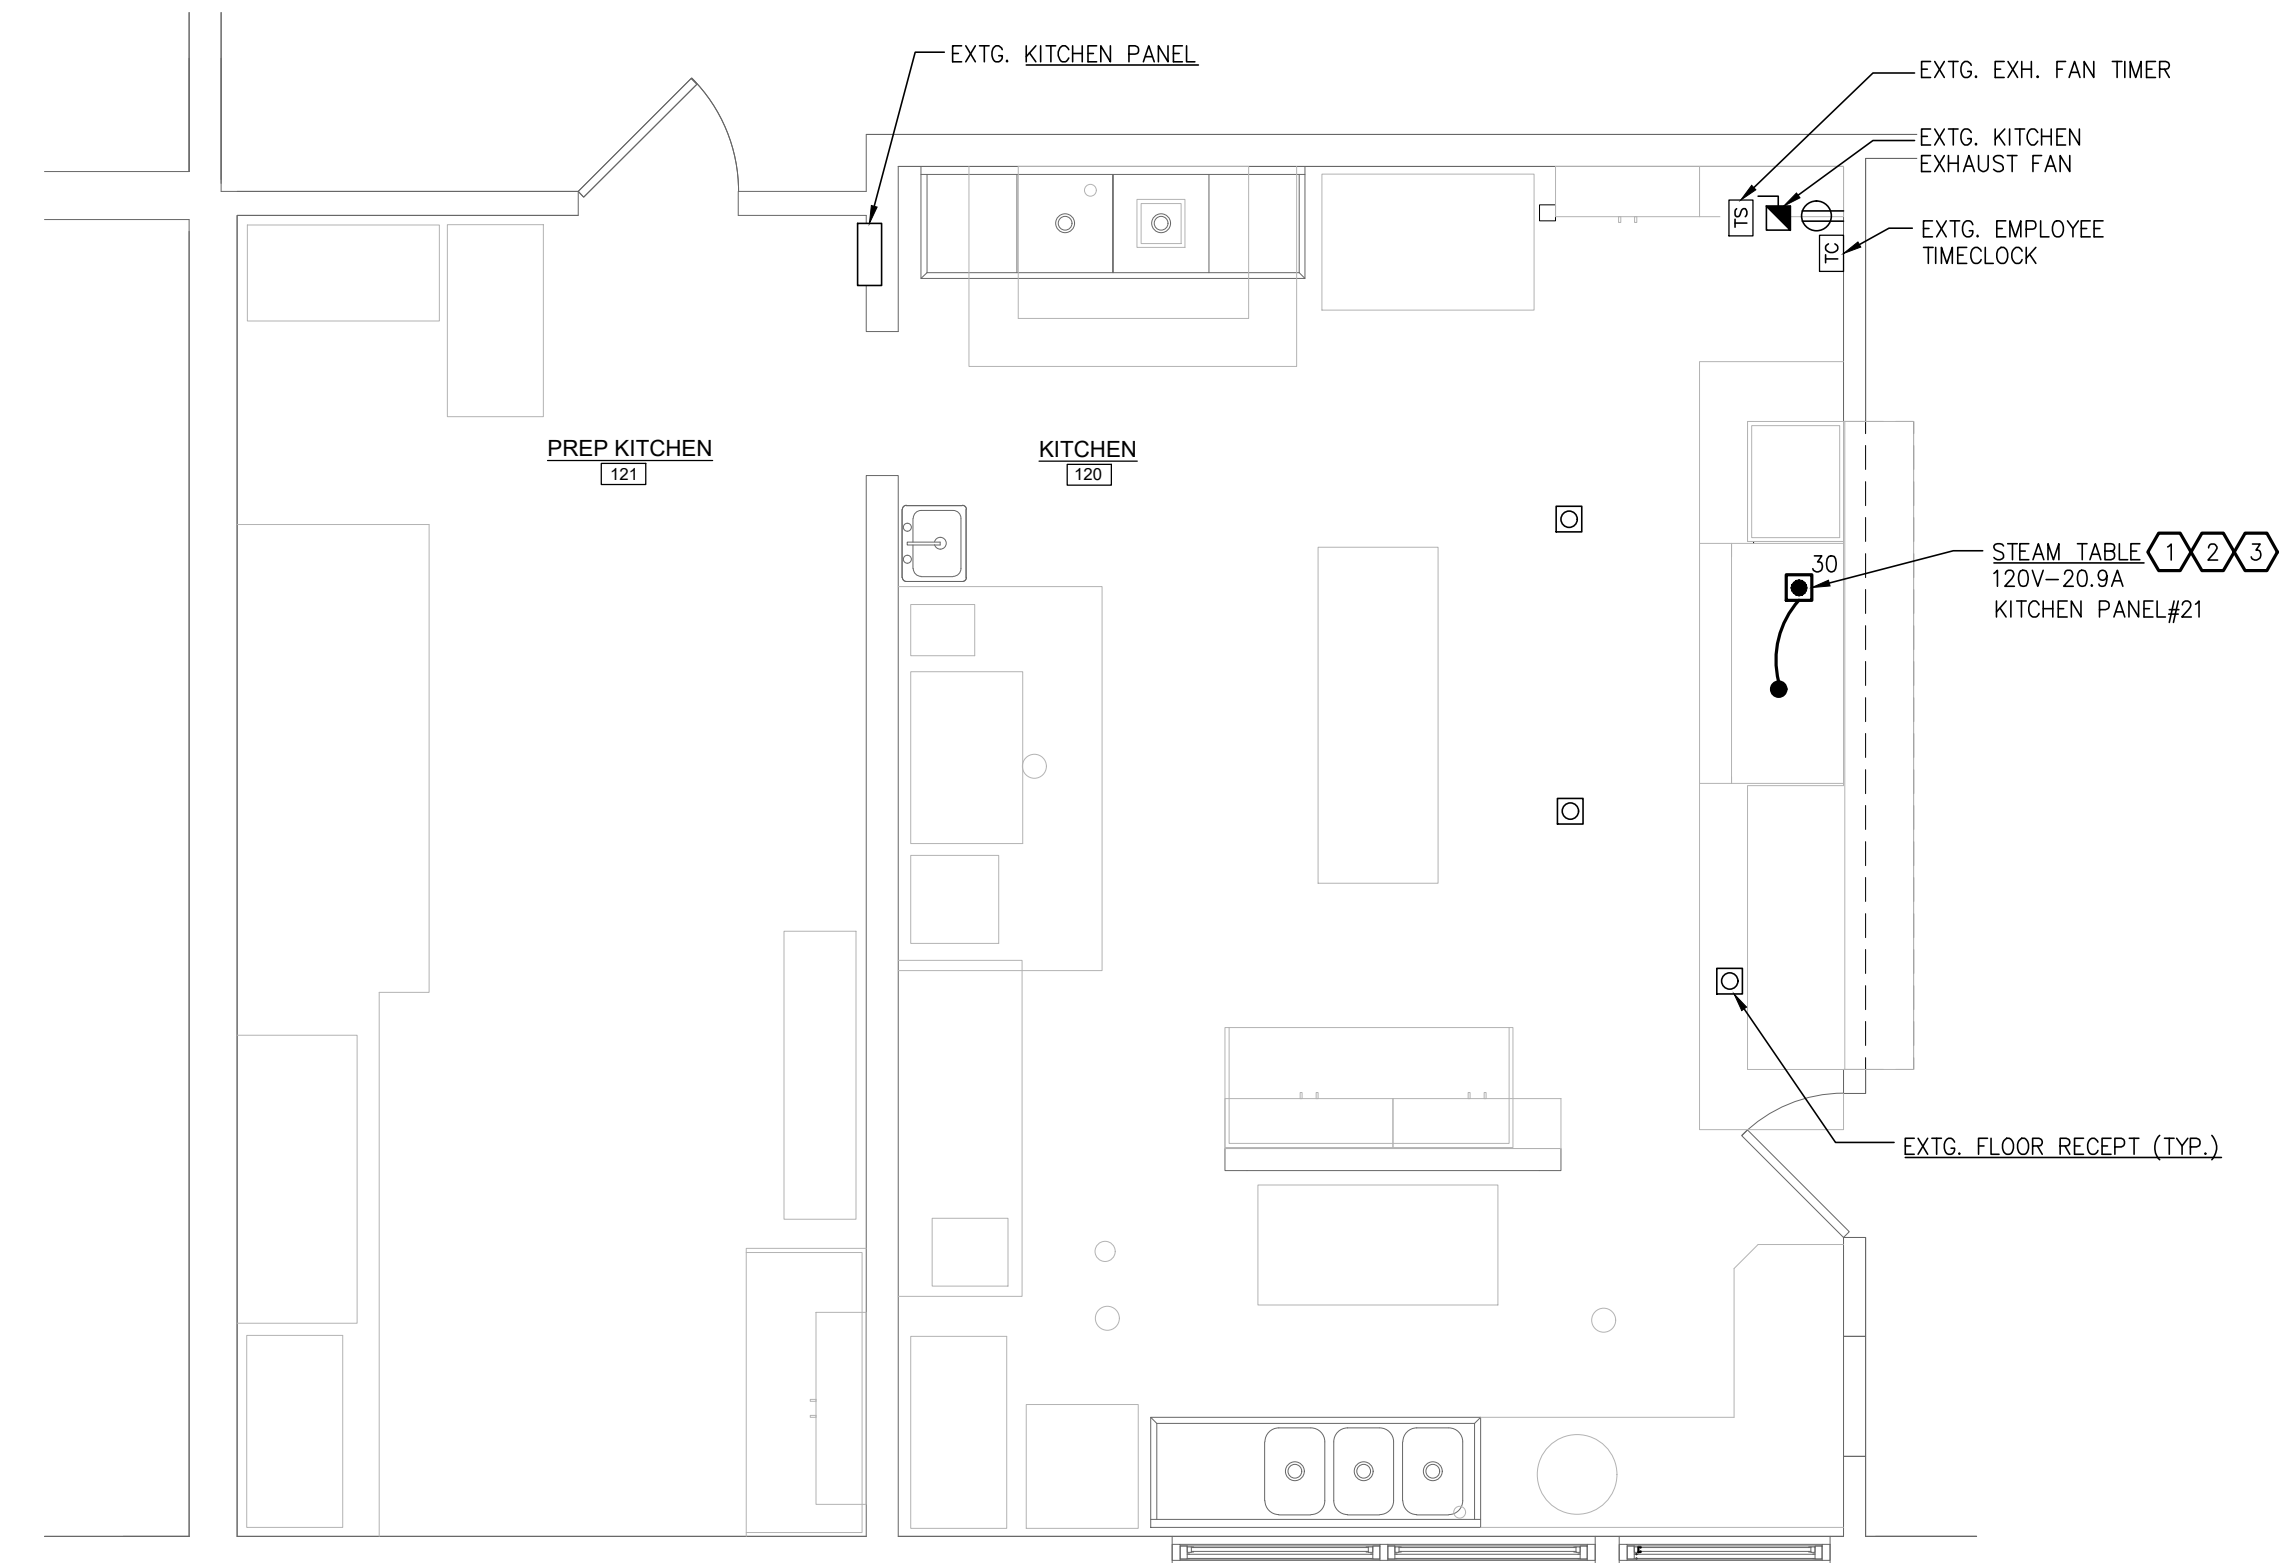 EXTG. KITCHEN PANEL
EXTG. EXH. FAN TIMER
EXTG. KITCHEN
EXHAUST FAN
TS
EXTG. EMPLOYEE
TIMECLOCK
TC
PREP KITCHEN
121
KITCHEN
120
30
STEAM TABLE 1 2 3
120V-20.9A
KITCHEN PANEL#21
EXTG. FLOOR RECEPT (TYP.)